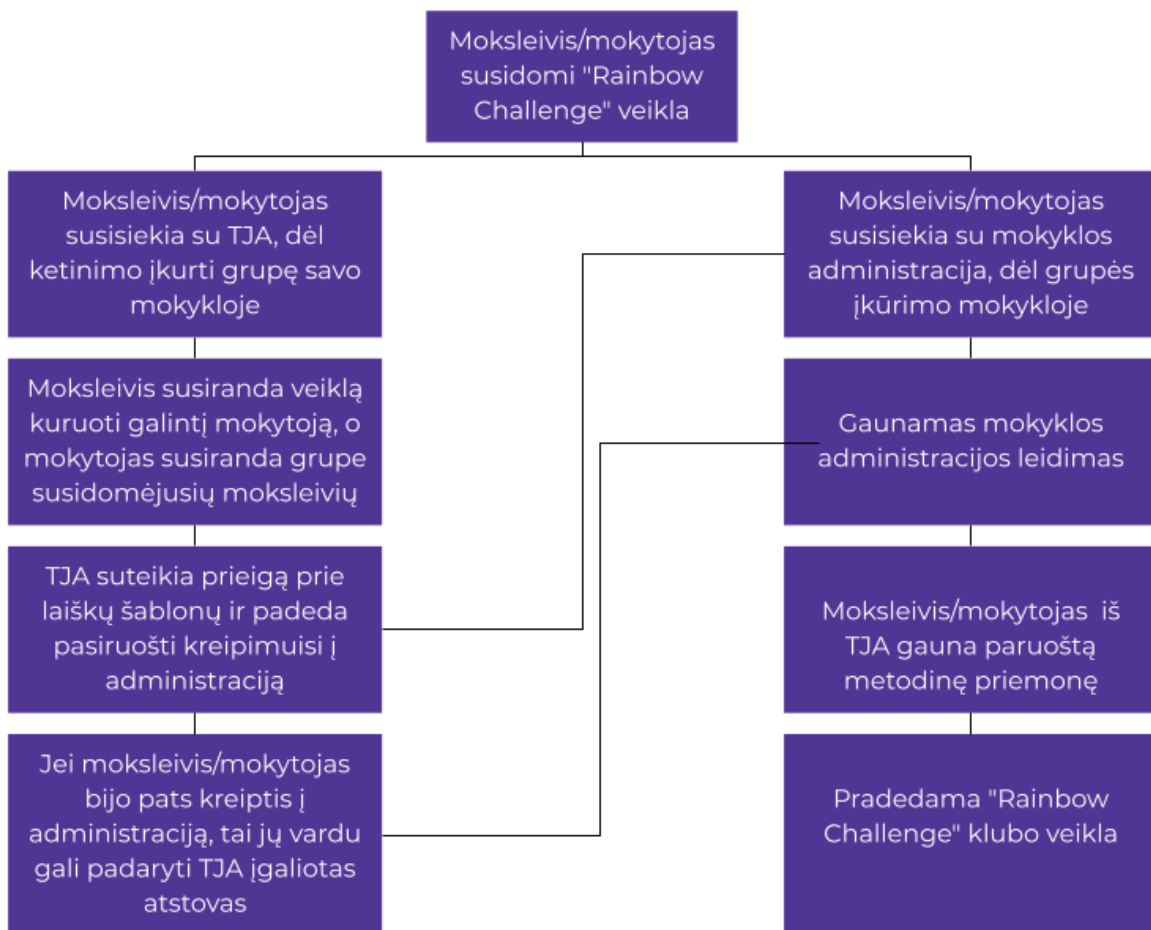 Moksleivis/mokytojas
susidomi "Rainbow
Challenge" veikla
Moksleivis/mokytojas
susisiekia su TJA, dėl
ketinimo įkurti grupę savo
mokykloje
Moksleivis susiranda veiklą
kuruoti galintį mokytoją, o
mokytojas susiranda grupe
susidomėjusių moksleivių
TJA suteikia prieigą prie
laiškų šablonų ir padeda
pasiruošti kreipimuisi į
administraciją
Jei moksleivis/mokytojas
bijo pats kreiptis į
administraciją, tai jų vardu
gali padaryti TJA įgaliotas
atstovas
Moksleivis/mokytojas
susisiekia su mokyklos
administracija, dėl grupės
įkūrimo mokykloje
Gaunamas mokyklos
administracijos leidimas
Moksleivis/mokytojas iš
TJA gauna paruoštą
metodinę priemonę
Pradedama "Rainbow
Challenge" klubo veikla